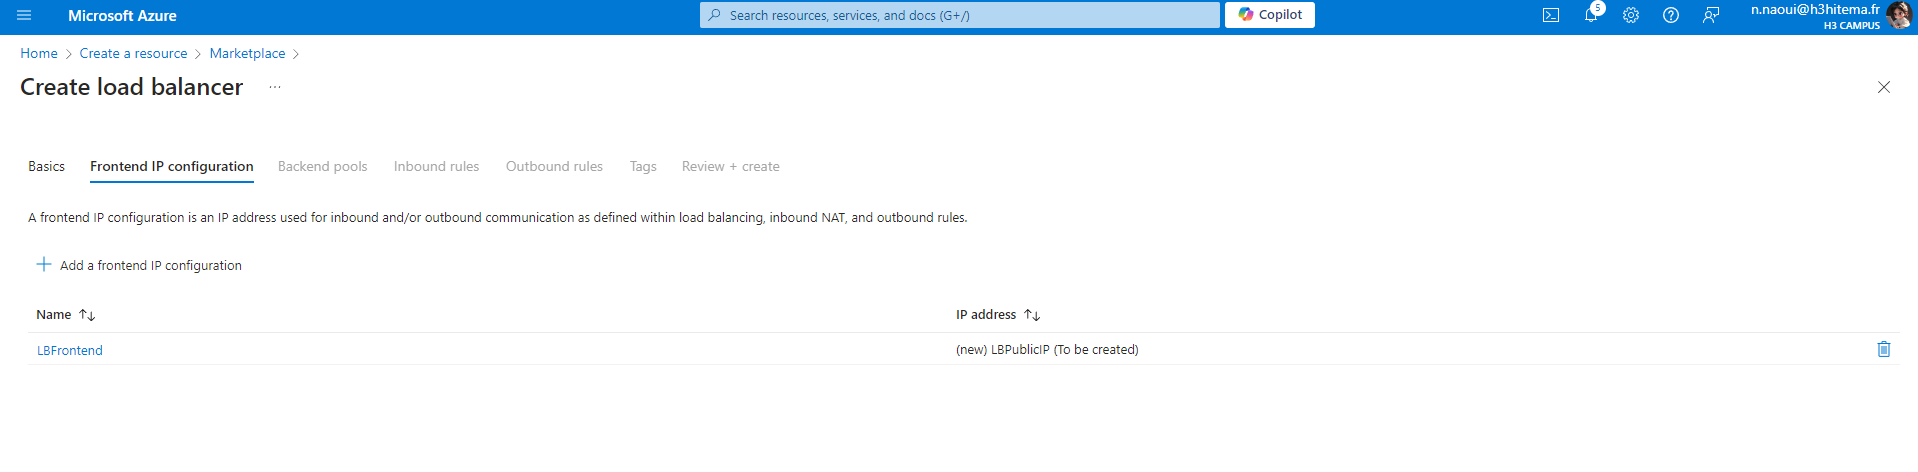 Microsoft Azure
Search resources, services, and docs (G+/)
Copilot
5
n.naoui@h3hitema.fr
H3 CAMPUS
Home > Create a resource > Marketplace >
Create load balancer ...
Basics Frontend IP configuration Backend pools Inbound rules Outbound rules Tags Review + create
A frontend IP configuration is an IP address used for inbound and/or outbound communication as defined within load balancing, inbound NAT, and outbound rules.
+ Add a frontend IP configuration
Name ↑↓ IP address ↑↓
LBFrontend (new) LBPublicIP (To be created)